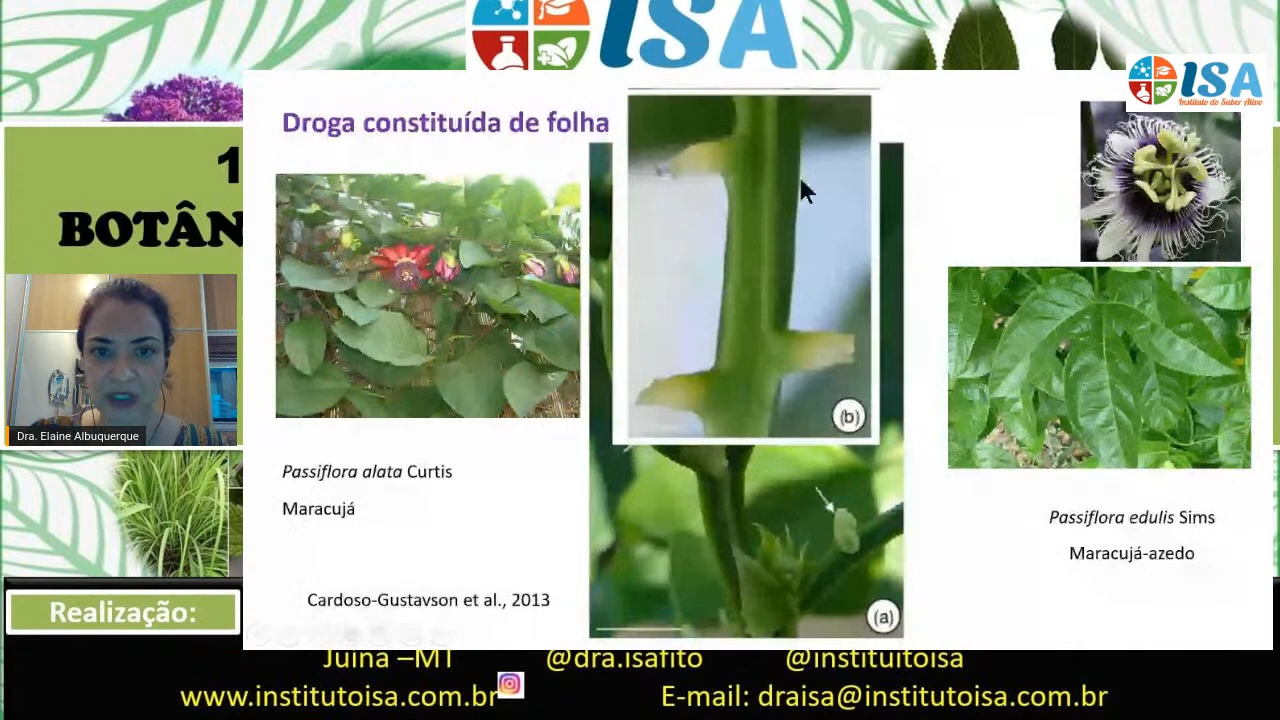 ISA
ISA
Instituto do Saber Ativo
1
BOTÂN
Droga constituída de folha
(b)
Dra. Elaine Albuquerque
Passiflora alata Curtis
Maracujá
Passiflora edulis Sims
Maracujá-azedo
Cardoso-Gustavson et al., 2013
(a)
Realização:
Juína –MT @dra.isafito @instituitoisa
www.institutoisa.com.br E-mail: draisa@institutoisa.com.br